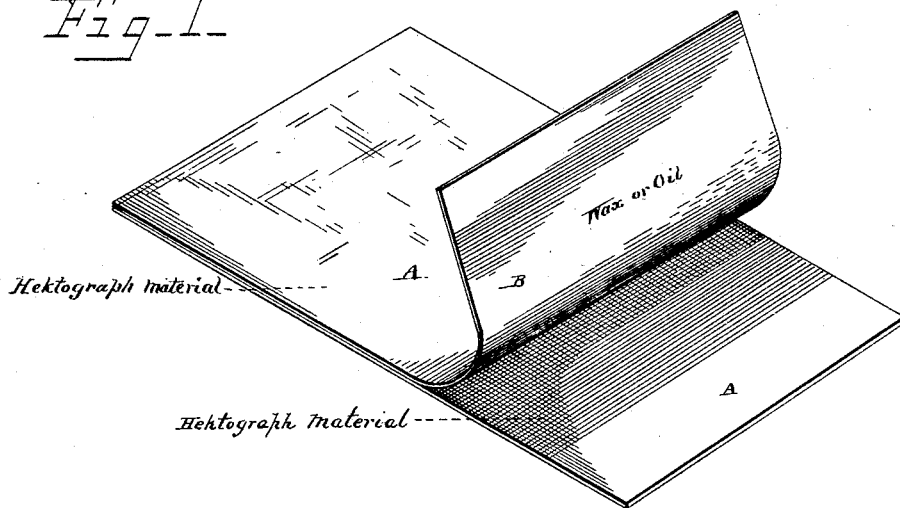 Fig. 1.
Wax or Oil
A
B
Hektograph material
A
Hektograph material